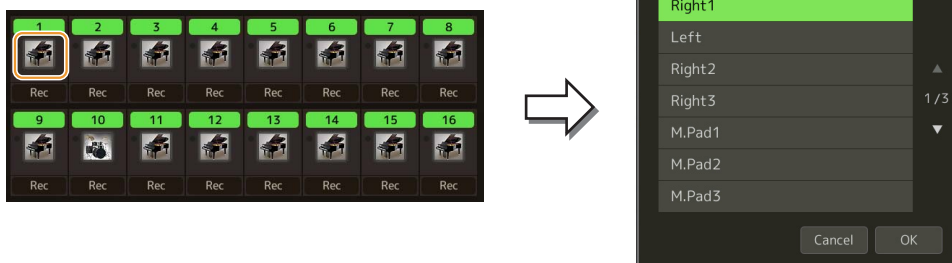 1 2 3 4 5 6 7 8
Rec Rec Rec Rec Rec Rec Rec Rec
9 10 11 12 13 14 15 16
Rec Rec Rec Rec Rec Rec Rec Rec
Right1
Left
Right2
Right3
1/3
M.Pad1
M.Pad2
M.Pad3
Cancel OK